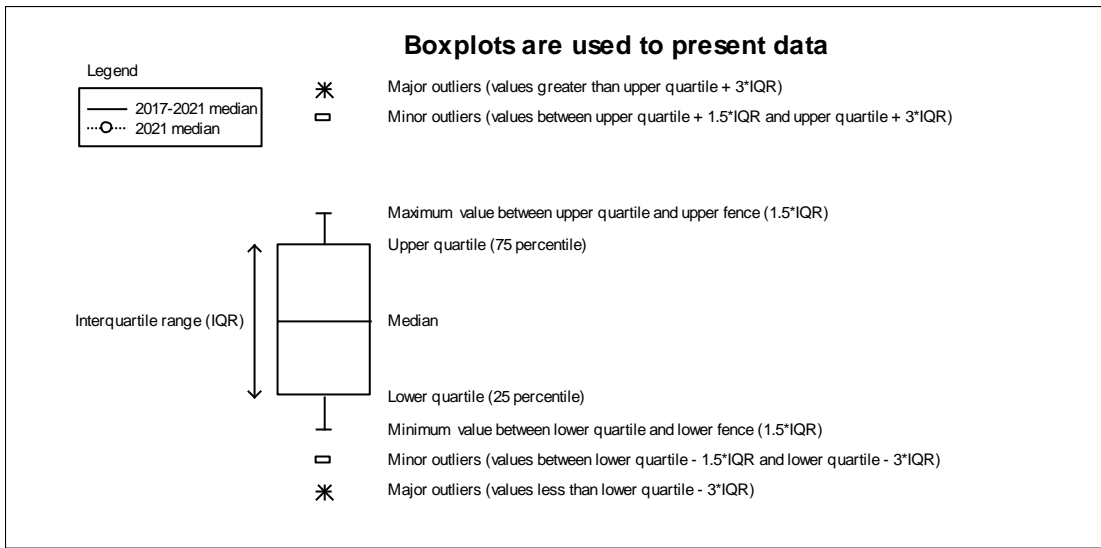 Boxplots are used to present data
Legend
2017-2021 median
2021 median
Major outliers (values greater than upper quartile + 3*IQR)
Minor outliers (values between upper quartile + 1.5*IQR and upper quartile + 3*IQR)
Maximum value between upper quartile and upper fence (1.5*IQR)
Upper quartile (75 percentile)
Interquartile range (IQR)
Median
Lower quartile (25 percentile)
Minimum value between lower quartile and lower fence (1.5*IQR)
Minor outliers (values between lower quartile - 1.5*IQR and lower quartile - 3*IQR)
Major outliers (values less than lower quartile - 3*IQR)